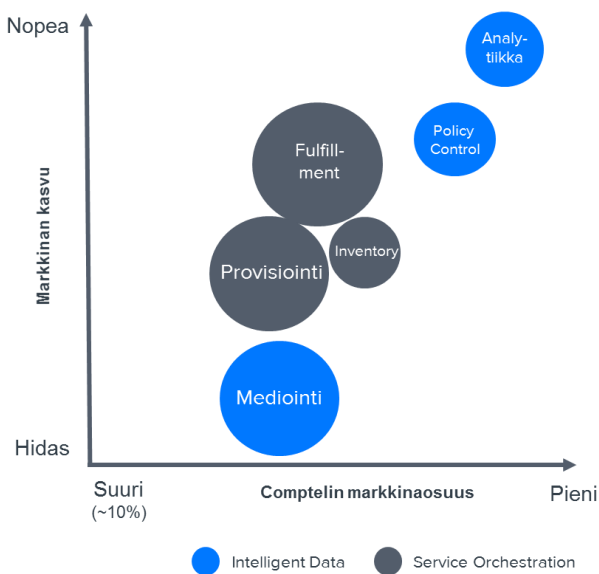 Nopea
Analy-
tiikka
Policy
Control
Fulfill-
ment
Inventory
Provisiointi
Markkinan kasvu
Mediointi
Hidas
Suuri
(~10%)
Comptelin markkinaosuus
Pieni
Intelligent Data
Service Orchestration